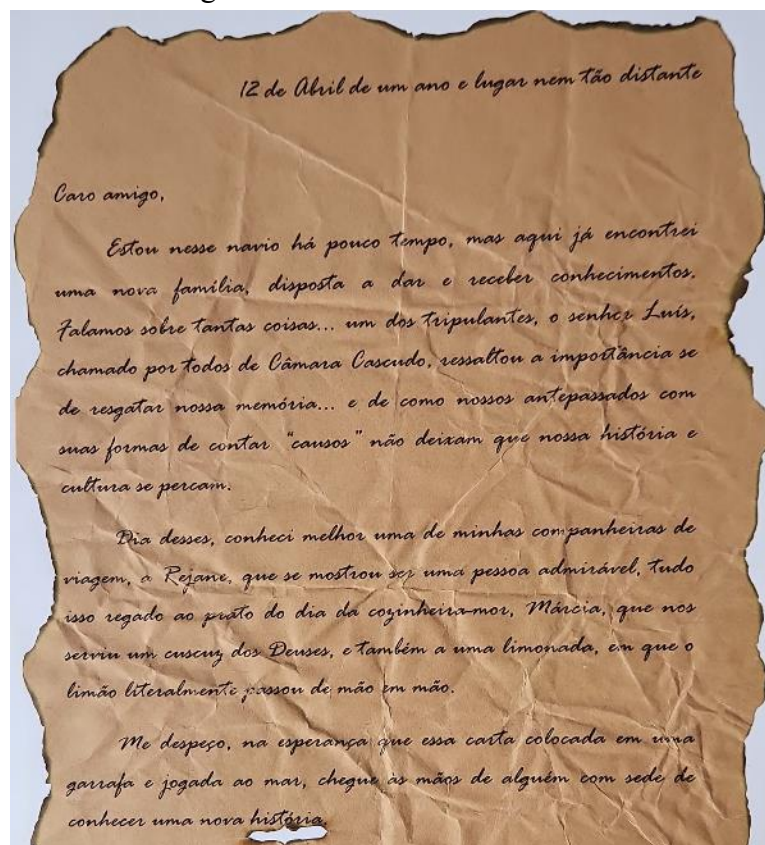 12 de Abril de um ano e lugar nem tão distante
Caro amigo,
Estou nesse navio há pouco tempo, mas aqui já encontrei
uma nova família, disposta a dar e receber conhecimentos.
Falamos sobre tantas coisas... um dos tripulantes, o senhor Luís,
chamado por todos de Câmara Cascudo, ressaltou a importância se
de resgatar nossa memória... e de como nossos antepassados com
suas formas de contar "causos" não deixam que nossa história e
cultura se percam.
Dia desses, conheci melhor uma de minhas companheiras de
viagem, a Rejane, que se mostrou ser uma pessoa admirável, tudo
isso regado ao prato do dia da cozinheira-mor, Márcia, que nos
serviu um cuscuz dos Deuses, e também a uma limonada, em que o
limão literalmente passou de mão em mão.
Me despeço, na esperança que essa carta colocada em uma
garrafa e jogada ao mar, chegue às mãos de alguém com sede de
conhecer uma nova história.